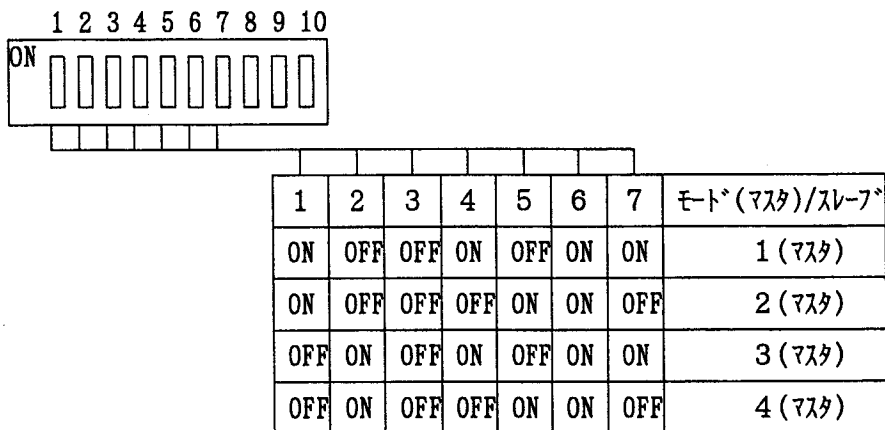 1 2 3 4 5 6 7 8 9 10
ON
1 2 3 4 5 6 7 ﾓｰﾄﾞ(ﾏｽﾀ)/ｽﾚｰﾌﾞ
ON OFF OFF ON OFF ON ON 1(ﾏｽﾀ)
ON OFF OFF OFF ON ON OFF 2(ﾏｽﾀ)
OFF ON OFF ON OFF ON ON 3(ﾏｽﾀ)
OFF ON OFF OFF ON ON OFF 4(ﾏｽﾀ)